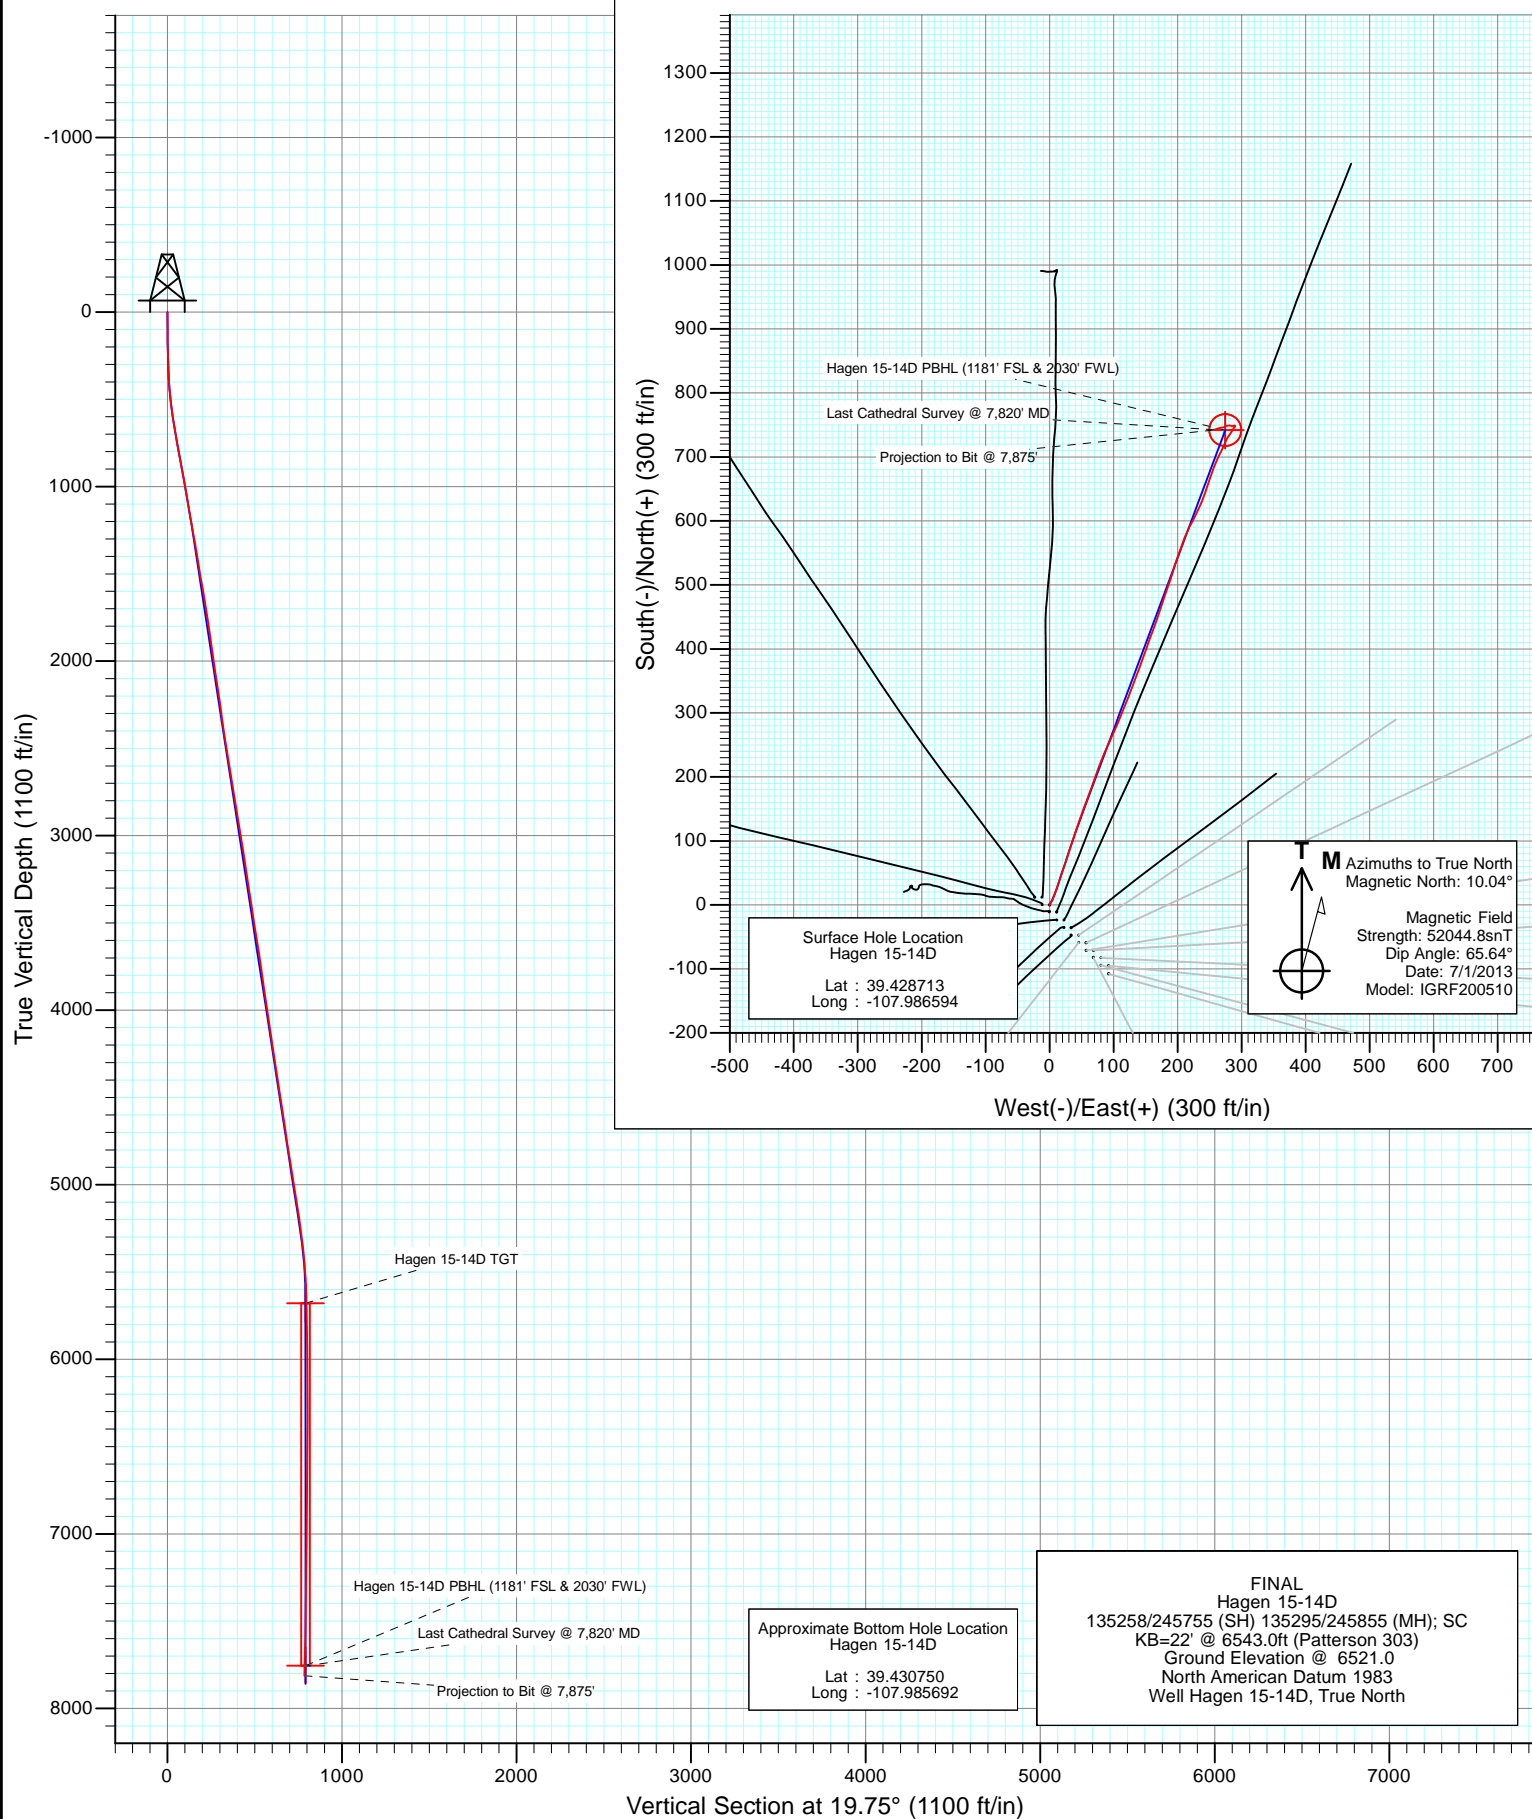 -1000
0
1000
2000
3000
4000
5000
6000
7000
8000
True Vertical Depth (1100 ft/in)
0
1000
2000
3000
4000
5000
6000
7000
Vertical Section at 19.75° (1100 ft/in)
Hagen 15-14D TGT
Hagen 15-14D PBHL (1181' FSL & 2030' FWL)
Last Cathedral Survey @ 7,820' MD
Projection to Bit @ 7,875'
1300
1200
1100
1000
900
800
700
600
500
400
300
200
100
0
-100
-200
South(-)/North(+) (300 ft/in)
-500
-400
-300
-200
-100
0
100
200
300
400
500
600
700
West(-)/East(+) (300 ft/in)
Hagen 15-14D PBHL (1181' FSL & 2030' FWL)
Last Cathedral Survey @ 7,820' MD
Projection to Bit @ 7,875'
Surface Hole Location
Hagen 15-14D
Lat : 39.428713
Long : -107.986594
T
M
Azimuths to True North
Magnetic North: 10.04°
Magnetic Field
Strength: 52044.8snT
Dip Angle: 65.64°
Date: 7/1/2013
Model: IGRF200510
Approximate Bottom Hole Location
Hagen 15-14D
Lat : 39.430750
Long : -107.985692
FINAL
Hagen 15-14D
135258/245755 (SH) 135295/245855 (MH); SC
KB=22' @ 6543.0ft (Patterson 303)
Ground Elevation @ 6521.0
North American Datum 1983
Well Hagen 15-14D, True North